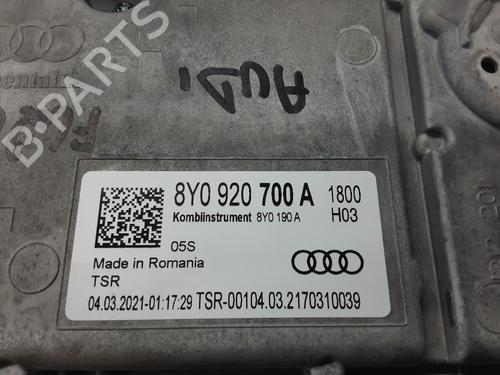 AUDi
B-PARTS
8Y0 920 700 A 1800
Kombiinstrument 8Y0 190 A H03
05S
Made in Romania
TSR
04.03.2021-01:17:29 TSR-00104.03.2170310039